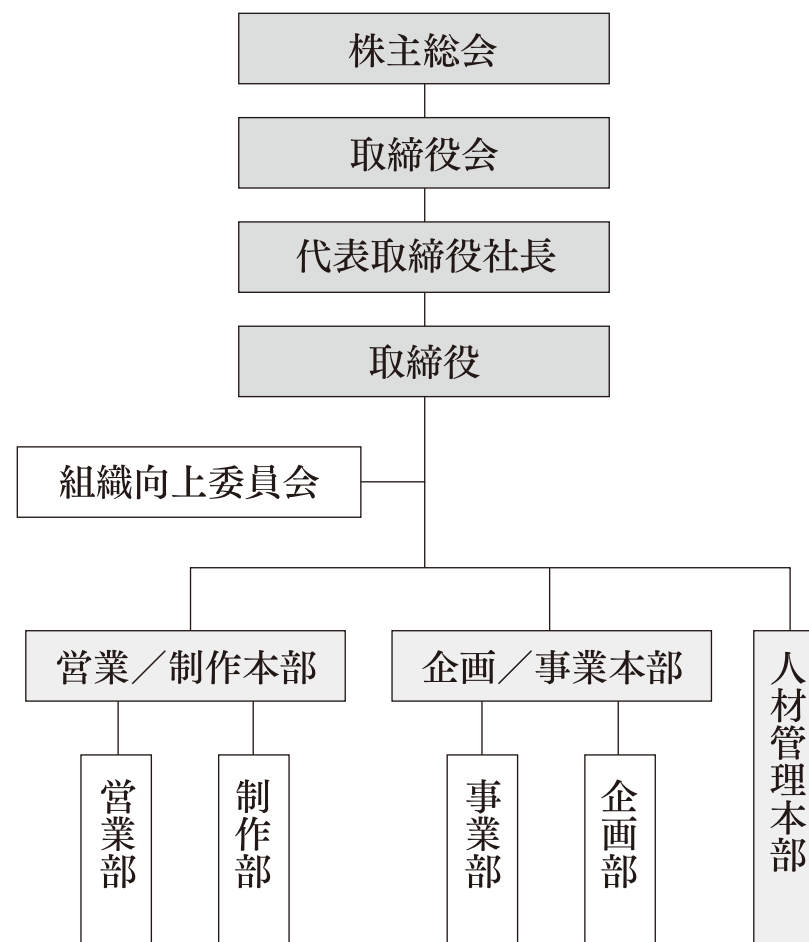 株主総会
取締役会
代表取締役社長
取締役
組織向上委員会
営業／制作本部
企画／事業本部
人材管理本部
営業部
制作部
事業部
企画部